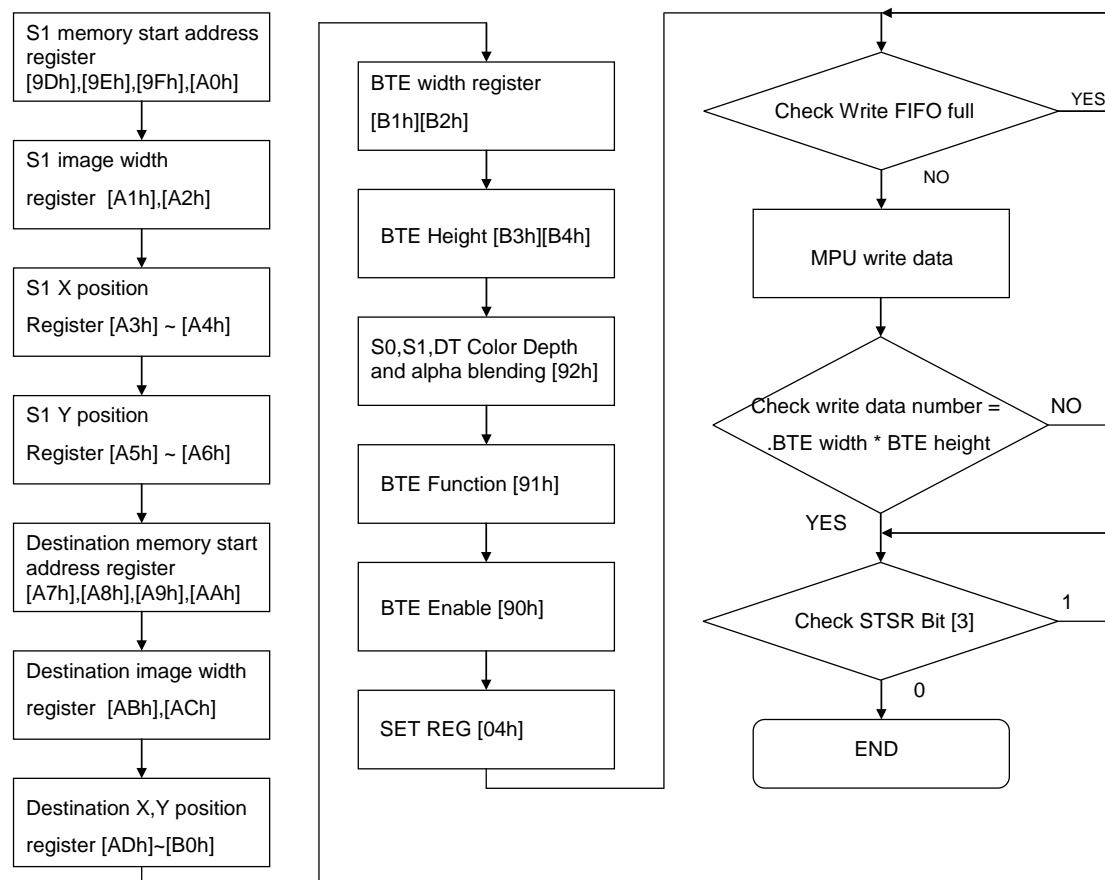 S1 memory start address
register
[9Dh],[9Eh],[9Fh],[A0h]
S1 image width
register [A1h],[A2h]
S1 X position
Register [A3h] ~ [A4h]
S1 Y position
Register [A5h] ~ [A6h]
Destination memory start
address register
[A7h],[A8h],[A9h],[AAh]
Destination image width
register [ABh],[ACh]
Destination X,Y position
register [ADh]~[B0h]
BTE width register
[B1h][B2h]
BTE Height [B3h][B4h]
S0,S1,DT Color Depth
and alpha blending [92h]
BTE Function [91h]
BTE Enable [90h]
SET REG [04h]
Check Write FIFO full
YES
NO
MPU write data
Check write data number =
.BTE width * BTE height
NO
YES
Check STSR Bit [3]
1
0
END